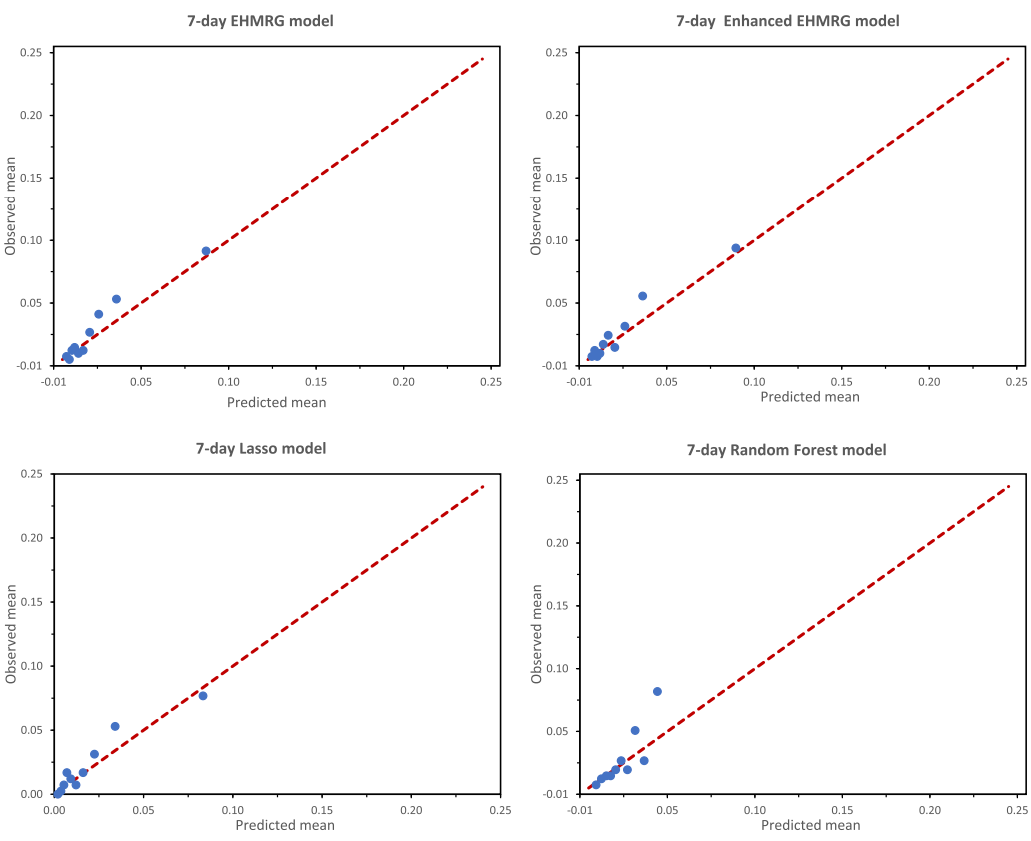 7-day EHMRG model
0.25
0.20
0.15
0.10
0.05
-0.01
Observed mean
-0.01 0.05 0.10 0.15 0.20 0.25
Predicted mean
7-day  Enhanced EHMRG model
0.25
0.20
0.15
0.10
0.05
-0.01
Observed mean
-0.01 0.05 0.10 0.15 0.20 0.25
Predicted mean
7-day Lasso model
0.25
0.20
0.15
0.10
0.05
0.00
Observed mean
0.00 0.05 0.10 0.15 0.20 0.25
Predicted mean
7-day Random Forest model
0.25
0.20
0.15
0.10
0.05
-0.01
Observed mean
-0.01 0.05 0.10 0.15 0.20 0.25
Predicted mean